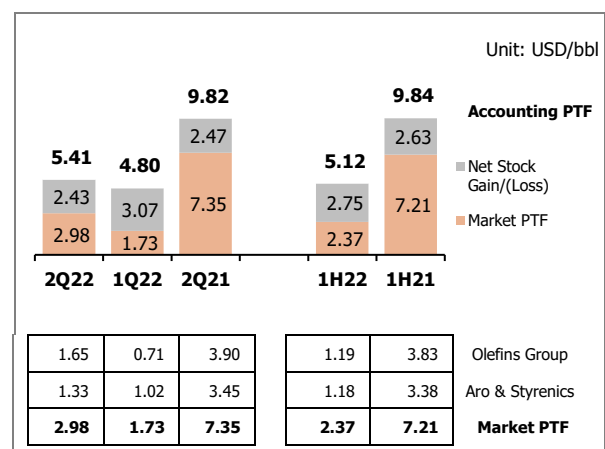 Unit: USD/bbl
9.82 9.84
Accounting PTF
5.41 4.80 2.47 5.12 2.63
Net Stock
Gain/(Loss)
2.43 3.07 7.35 2.75 7.21
Market PTF
2.98 1.73 2.37
2Q22 1Q22 2Q21 1H22 1H21
1.65 0.71 3.90 1.19 3.83 Olefins Group
1.33 1.02 3.45 1.18 3.38 Aro & Styrenics
2.98 1.73 7.35 2.37 7.21 Market PTF